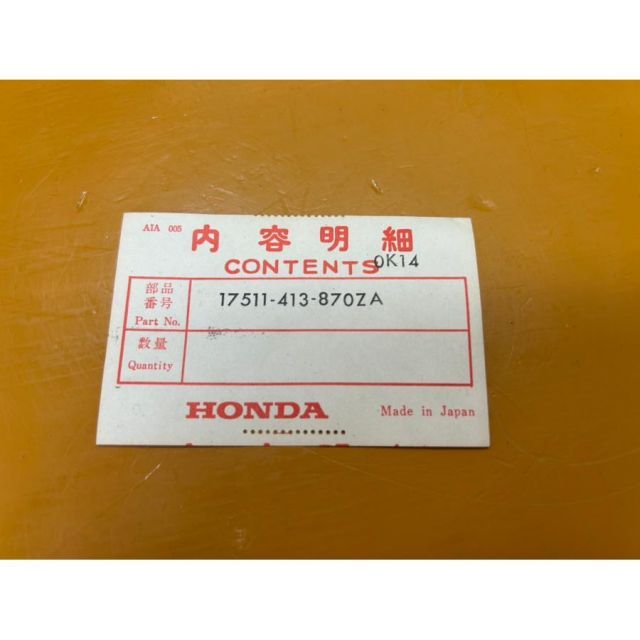 AIA 005
内容明細
CONTENTS
0K14
部品
番号
Part No.
17511-413-870ZA
数量
Quantity
HONDA
Made in Japan